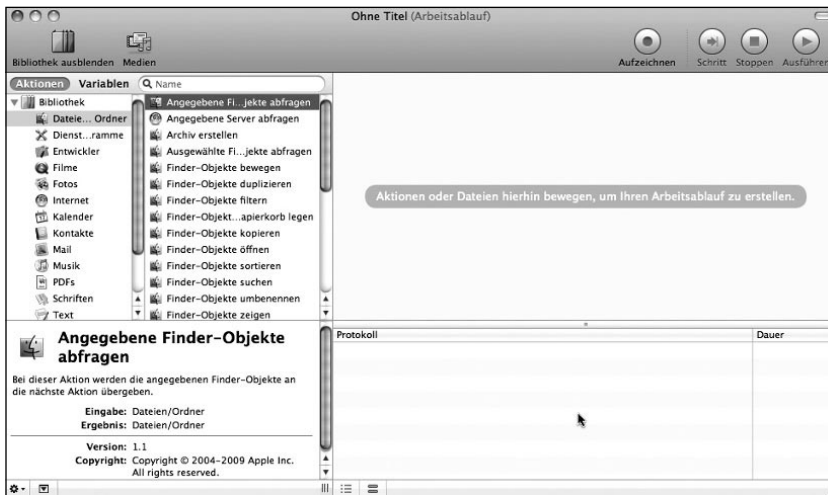 Ohne Titel (Arbeitsablauf)
Bibliothek ausblenden Medien
Aufzeichnen Schritt Stoppen Ausführen
Aktionen Variablen Name
Bibliothek
Dateie... Ordner
Dienst...ramme
Entwickler
Filme
Fotos
Internet
Kalender
Kontakte
Mail
Musik
PDFs
Schriften
Text
Angegebene Fi...jekte abfragen
Angegebene Server abfragen
Archiv erstellen
Ausgewählte Fi...jekte abfragen
Finder-Objekte bewegen
Finder-Objekte duplizieren
Finder-Objekte filtern
Finder-Objekt...apierkorb legen
Finder-Objekte kopieren
Finder-Objekte öffnen
Finder-Objekte sortieren
Finder-Objekte suchen
Finder-Objekte umbenennen
Finder-Objekte zeigen
Aktionen oder Dateien hierhin bewegen, um Ihren Arbeitsablauf zu erstellen.
Angegebene Finder-Objekte
abfragen
Bei dieser Aktion werden die angegebenen Finder-Objekte an
die nächste Aktion übergeben.
Eingabe: Dateien/Ordner
Ergebnis: Dateien/Ordner
Version: 1.1
Copyright: Copyright © 2004-2009 Apple Inc.
All rights reserved.
Protokoll Dauer